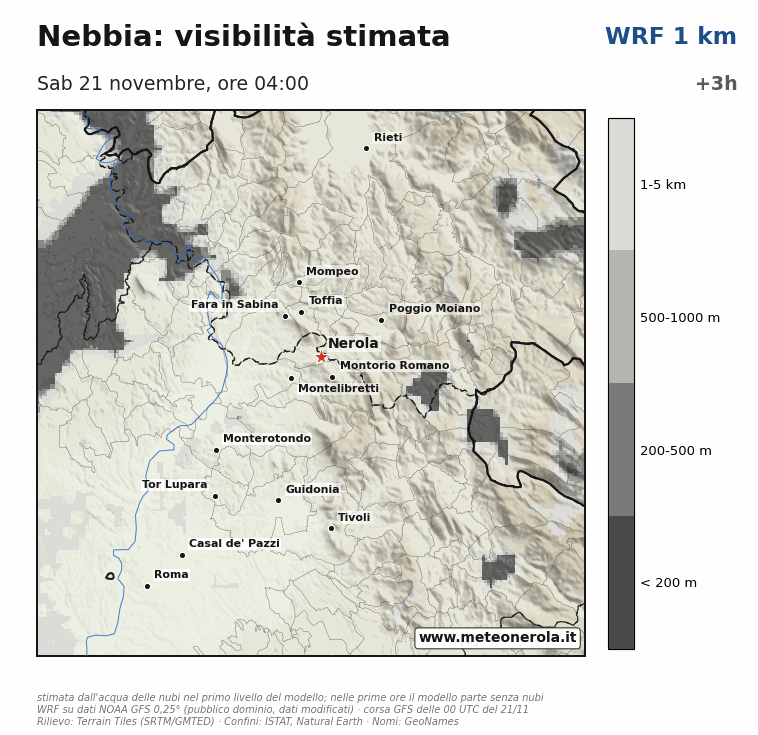 Nebbia: visibilità stimata
WRF 1 km
Sab 21 novembre, ore 04:00
+3h
Rieti
Mompeo
Fara in Sabina
Toffia
Poggio Moiano
Nerola
Montorio Romano
Montelibretti
Monterotondo
Tor Lupara
Guidonia
Tivoli
Casal de' Pazzi
Roma
www.meteonerola.it
1-5 km
500-1000 m
200-500 m
< 200 m
stimata dall'acqua delle nubi nel primo livello del modello; nelle prime ore il modello parte senza nubi
WRF su dati NOAA GFS 0,25° (pubblico dominio, dati modificati) · corsa GFS delle 00 UTC del 21/11
Rilievo: Terrain Tiles (SRTM/GMTED) · Confini: ISTAT, Natural Earth · Nomi: GeoNames